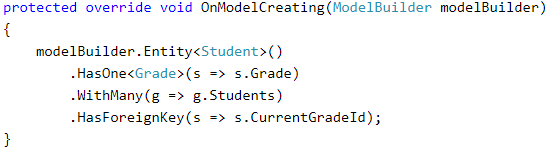 protected override void OnModelCreating(ModelBuilder modelBuilder)
{
    modelBuilder.Entity<Student>()
        .HasOne<Grade>(s => s.Grade)
        .WithMany(g => g.Students)
        .HasForeignKey(s => s.CurrentGradeId);
}